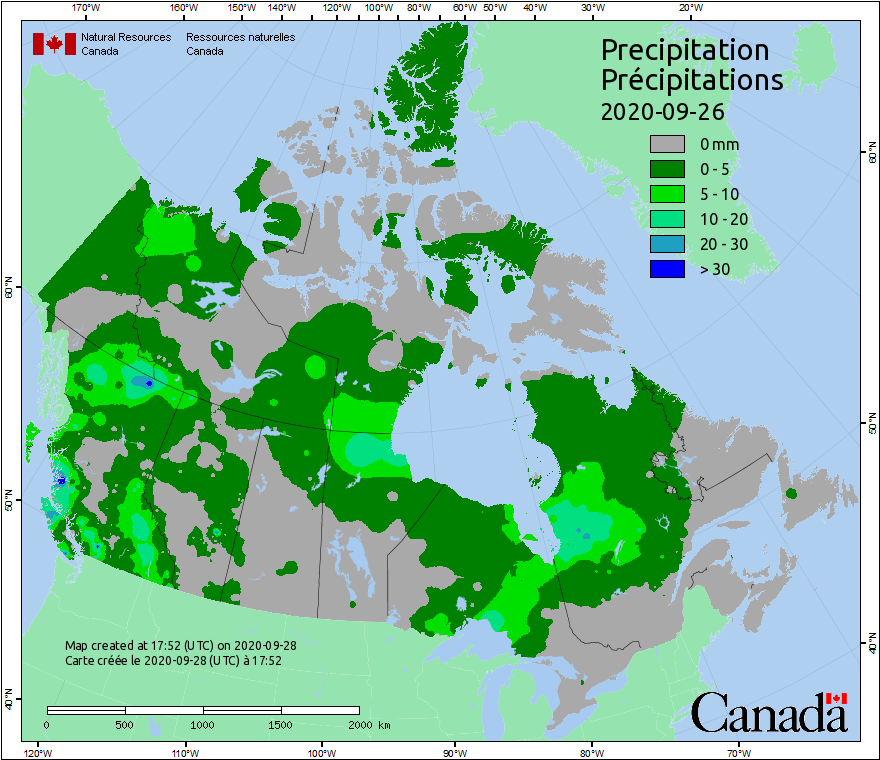 170°W 160°W 150°W 140°W 130°W 120°W 110°W 100°W 90°W 80°W 60°W 50°W 40°W 30°W 20°W
Natural Resources Ressources naturelles
Canada Canada
Precipitation
Précipitations
2020-09-26
0 mm
0 - 5
5 - 10
10 - 20
20 - 30
> 30
60°N 60°N
50°N 50°N
40°N 40°N
Map created at 17:52 (UTC) on 2020-09-28
Carte créée le 2020-09-28 (UTC) à 17:52
0 500 1000 1500 2000 km
Canada
120°W 110°W 100°W 90°W 80°W 70°W